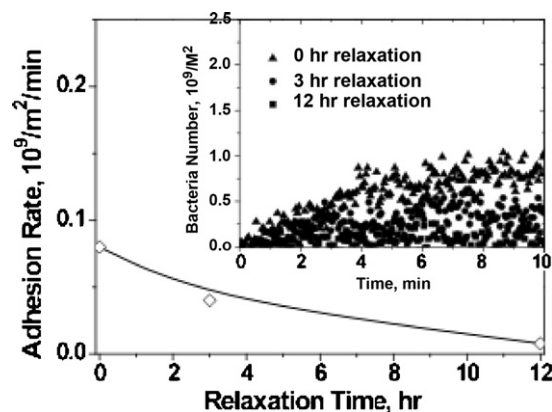 2.5
0 hr relaxation
2.0
3 hr relaxation
12 hr relaxation
1.5
Bacteria Number, 10⁹/M²
1.0
0.5
0.0
0 2 4 6 8 10
Time, min
0.2
0.1
0.0
Adhesion Rate, 10⁹/m²/min
0 2 4 6 8 10 12
Relaxation Time, hr